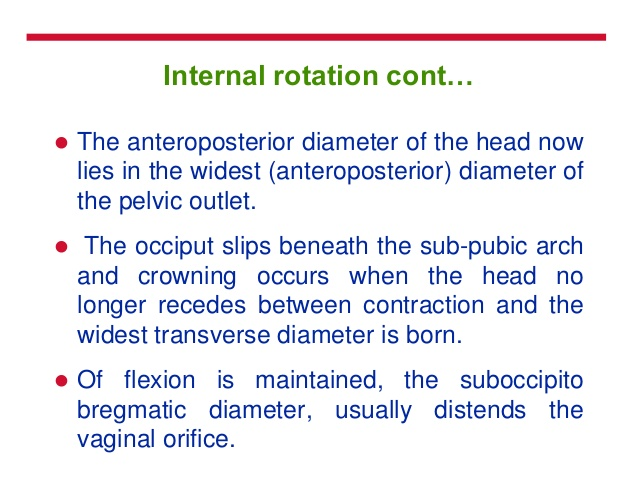 Internal rotation cont…
● The anteroposterior diameter of the head now
lies in the widest (anteroposterior) diameter of
the pelvic outlet.
● The occiput slips beneath the sub-pubic arch
and crowning occurs when the head no
longer recedes between contraction and the
widest transverse diameter is born.
● Of flexion is maintained, the suboccipito
bregmatic diameter, usually distends the
vaginal orifice.